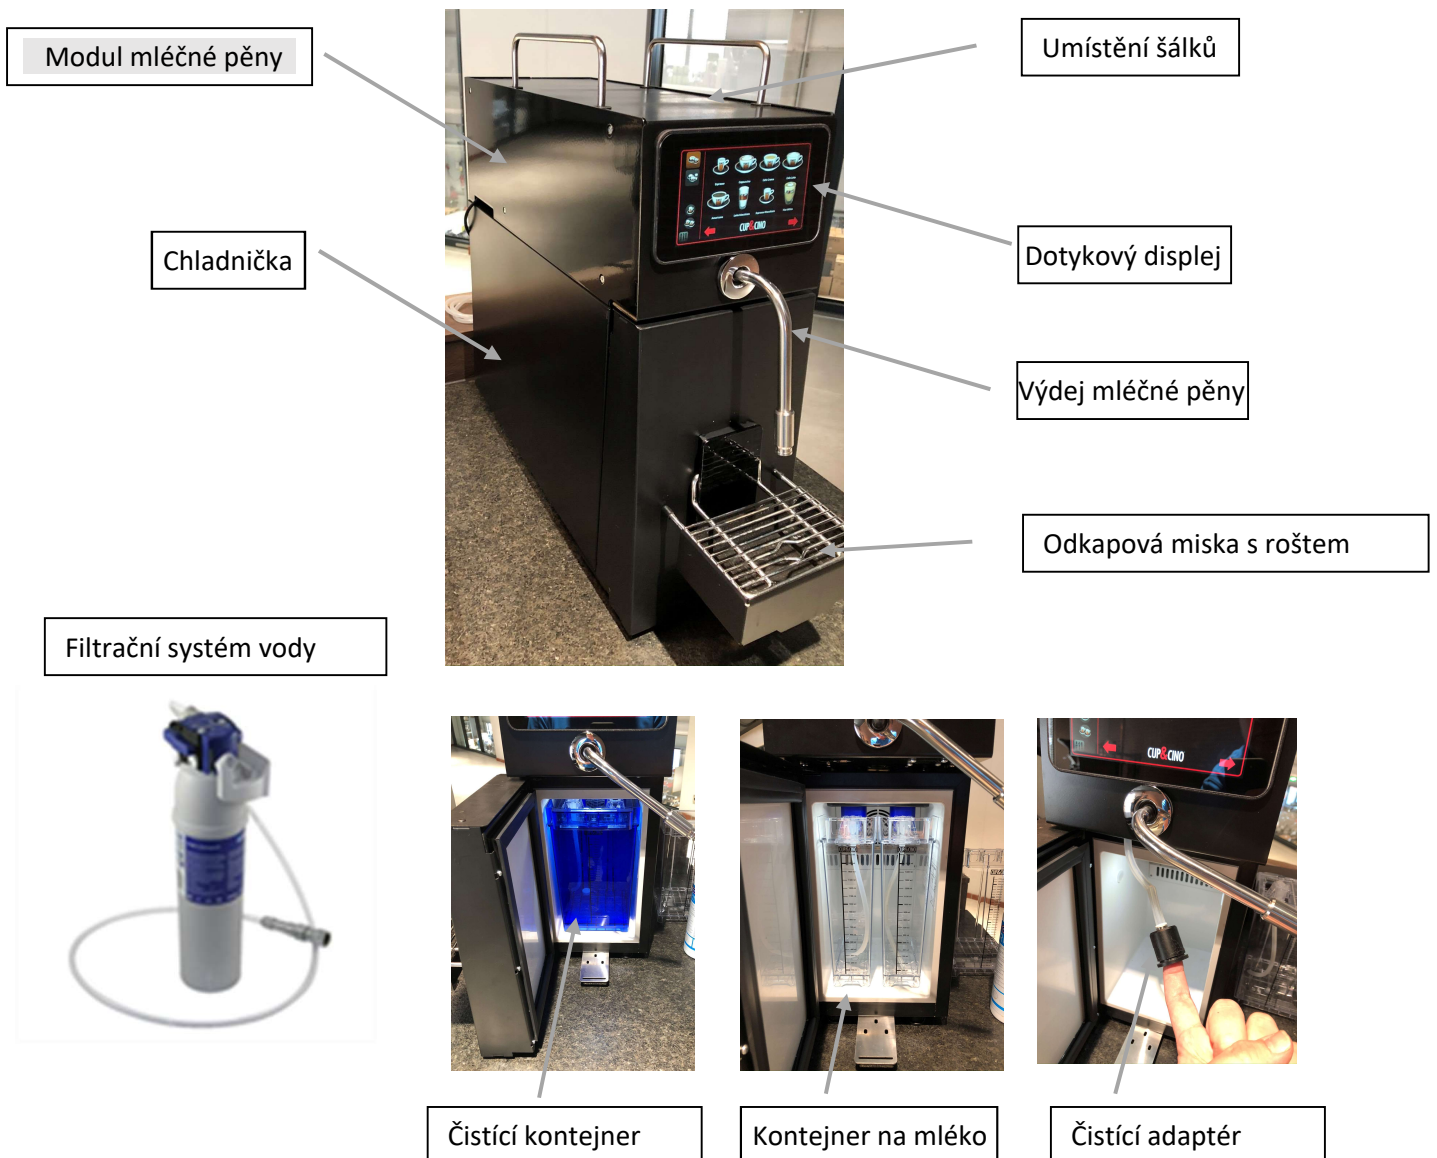 Modul mléčné pěny
Umístění šálků
Chladnička
Dotykový displej
CUP&CINO
Výdej mléčné pěny
Odkapová miska s roštem
Filtrační systém vody
CUP&CINO
Čistící kontejner
Kontejner na mléko
Čistící adaptér